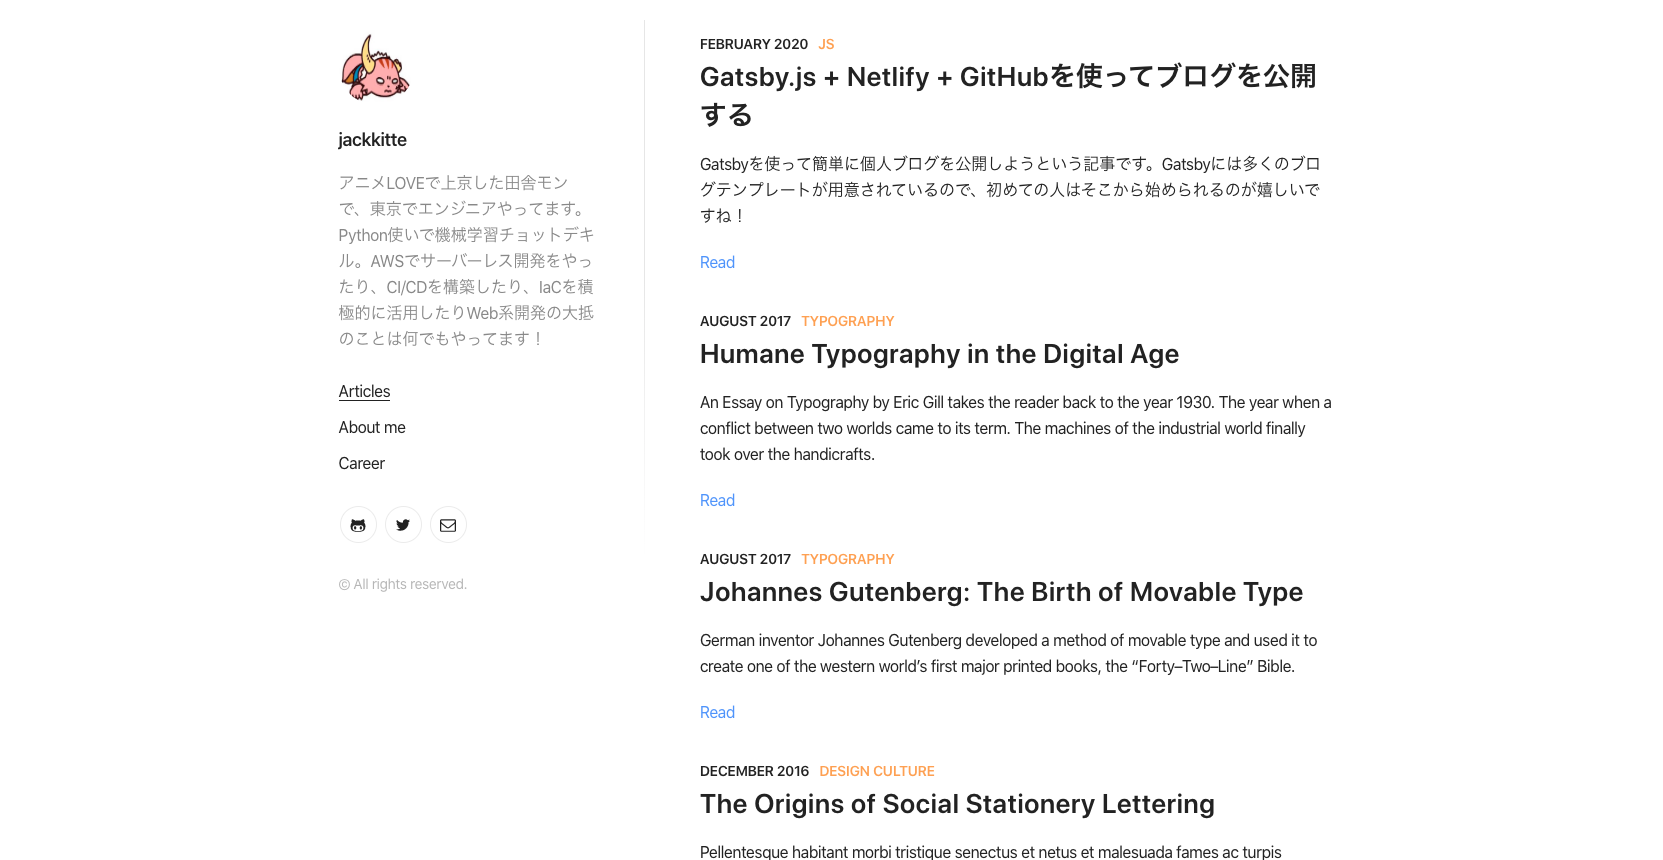 jackkitte
アニメLOVEで上京した田舎モン
で、東京でエンジニアやってます。
Python使いで機械学習チョットデキ
ル。AWSでサーバーレス開発をやっ
たり、CI/CDを構築したり、IaCを積
極的に活用したりWeb系開発の大抵
のことは何でもやってます！
Articles
About me
Career
© All rights reserved.
FEBRUARY 2020 JS
Gatsby.js + Netlify + GitHubを使ってブログを公開
する
Gatsbyを使って簡単に個人ブログを公開しようという記事です。Gatsbyには多くのブロ
グテンプレートが用意されているので、初めての人はそこから始められるのが嬉しいで
すね！
Read
AUGUST 2017 TYPOGRAPHY
Humane Typography in the Digital Age
An Essay on Typography by Eric Gill takes the reader back to the year 1930. The year when a
conflict between two worlds came to its term. The machines of the industrial world finally
took over the handicrafts.
Read
AUGUST 2017 TYPOGRAPHY
Johannes Gutenberg: The Birth of Movable Type
German inventor Johannes Gutenberg developed a method of movable type and used it to
create one of the western world’s first major printed books, the “Forty–Two–Line” Bible.
Read
DECEMBER 2016 DESIGN CULTURE
The Origins of Social Stationery Lettering
Pellentesque habitant morbi tristique senectus et netus et malesuada fames ac turpis